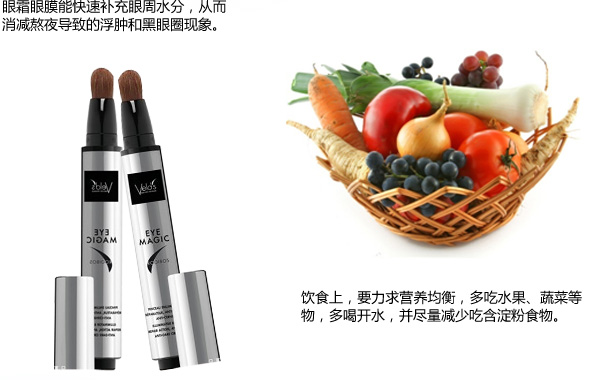 眼霜眼膜能快速补充眼周水分，从而
消减熬夜导致的浮肿和黑眼圈现象。
Velo's
EYE
MAGIC
饮食上，要力求营养均衡，多吃水果、蔬菜等
物，多喝开水，并尽量减少吃含淀粉食物。